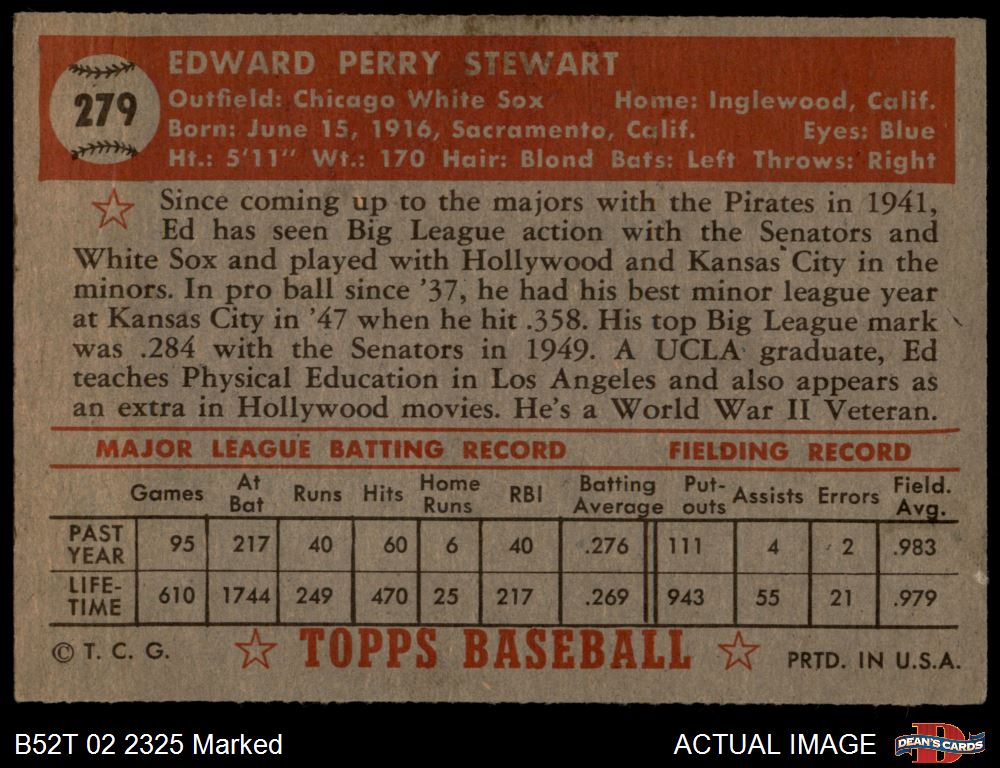 EDWARD PERRY STEWART
279
Outfield: Chicago White Sox Home: Inglewood, Calif.
Born: June 15, 1916, Sacramento, Calif. Eyes: Blue
Ht.: 5'11" Wt.: 170 Hair: Blond Bats: Left Throws: Right
Since coming up to the majors with the Pirates in 1941,
Ed has seen Big League action with the Senators and
White Sox and played with Hollywood and Kansas City in the
minors. In pro ball since '37, he had his best minor league year
at Kansas City in '47 when he hit .358. His top Big League mark
was .284 with the Senators in 1949. A UCLA graduate, Ed
teaches Physical Education in Los Angeles and also appears as
an extra in Hollywood movies. He's a World War II Veteran.
MAJOR LEAGUE BATTING RECORD FIELDING RECORD
Games At Bat Runs Hits Home Runs RBI Batting Average Put-outs Assists Errors Field. Avg.
PAST YEAR 95 217 40 60 6 40 .276 111 4 2 .983
LIFE-TIME 610 1744 249 470 25 217 .269 943 55 21 .979
© T. C. G. TOPPS BASEBALL PRTD. IN U.S.A.
B52T 02 2325 Marked ACTUAL IMAGE DEAN'S CARDS